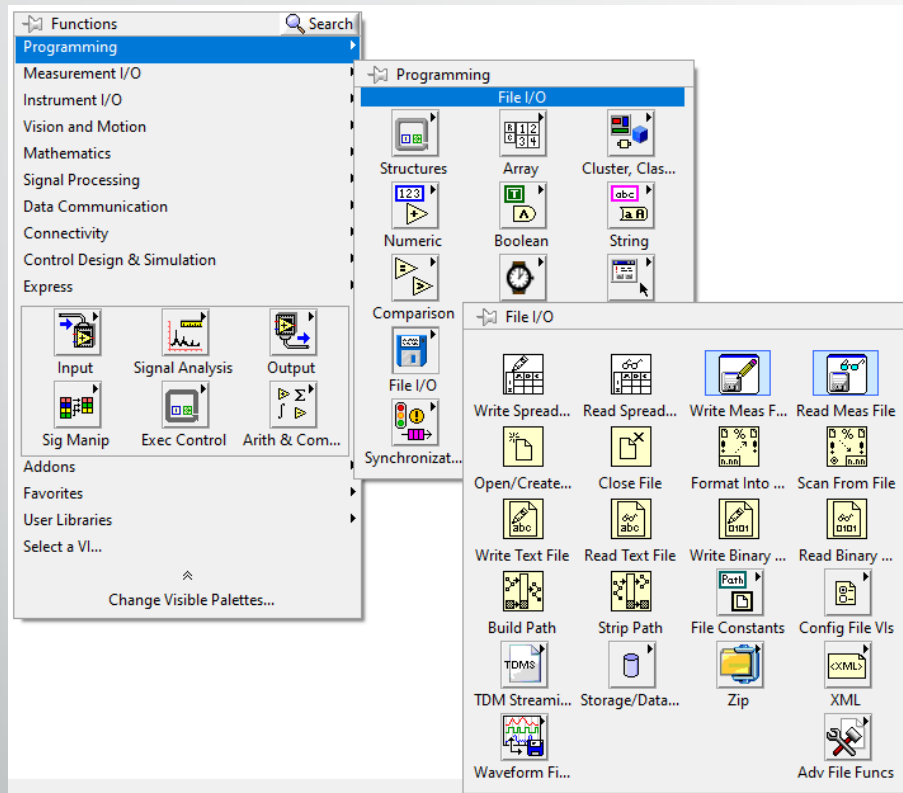 Functions
Search
Programming
Measurement I/O
Instrument I/O
Vision and Motion
Mathematics
Signal Processing
Data Communication
Connectivity
Control Design & Simulation
Express
Input
Signal Analysis
Output
Sig Manip
Exec Control
Arith & Com...
Addons
Favorites
User Libraries
Select a VI...
Change Visible Palettes...
Programming
File I/O
Structures
Array
Cluster, Clas...
Numeric
Boolean
String
Comparison
File I/O
Synchronizat...
File I/O
Write Spread...
Read Spread...
Write Meas F...
Read Meas File
Open/Create...
Close File
Format Into ...
Scan From File
Write Text File
Read Text File
Write Binary ...
Read Binary ...
Build Path
Strip Path
File Constants
Config File VIs
TDM Streami...
Storage/Data...
Zip
XML
Waveform Fi...
Adv File Funcs